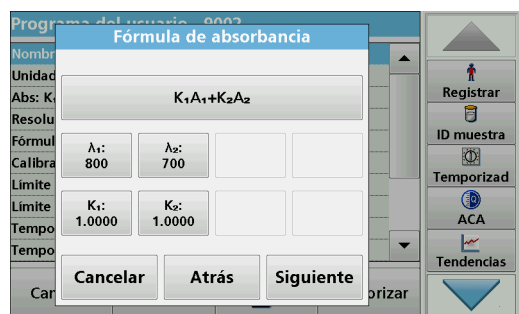 Programa del usuario 9002
Fórmula de absorbancia
Nombr
Unidad
Abs: K₁
Resolu
Fórmul
Calibra
Límite
Límite
Tempo
Tempo
K₁A₁+K₂A₂
λ₁:
800
λ₂:
700
K₁:
1.0000
K₂:
1.0000
Cancelar
Atrás
Siguiente
Can
orizar
Registrar
ID muestra
Temporizad
ACA
Tendencias